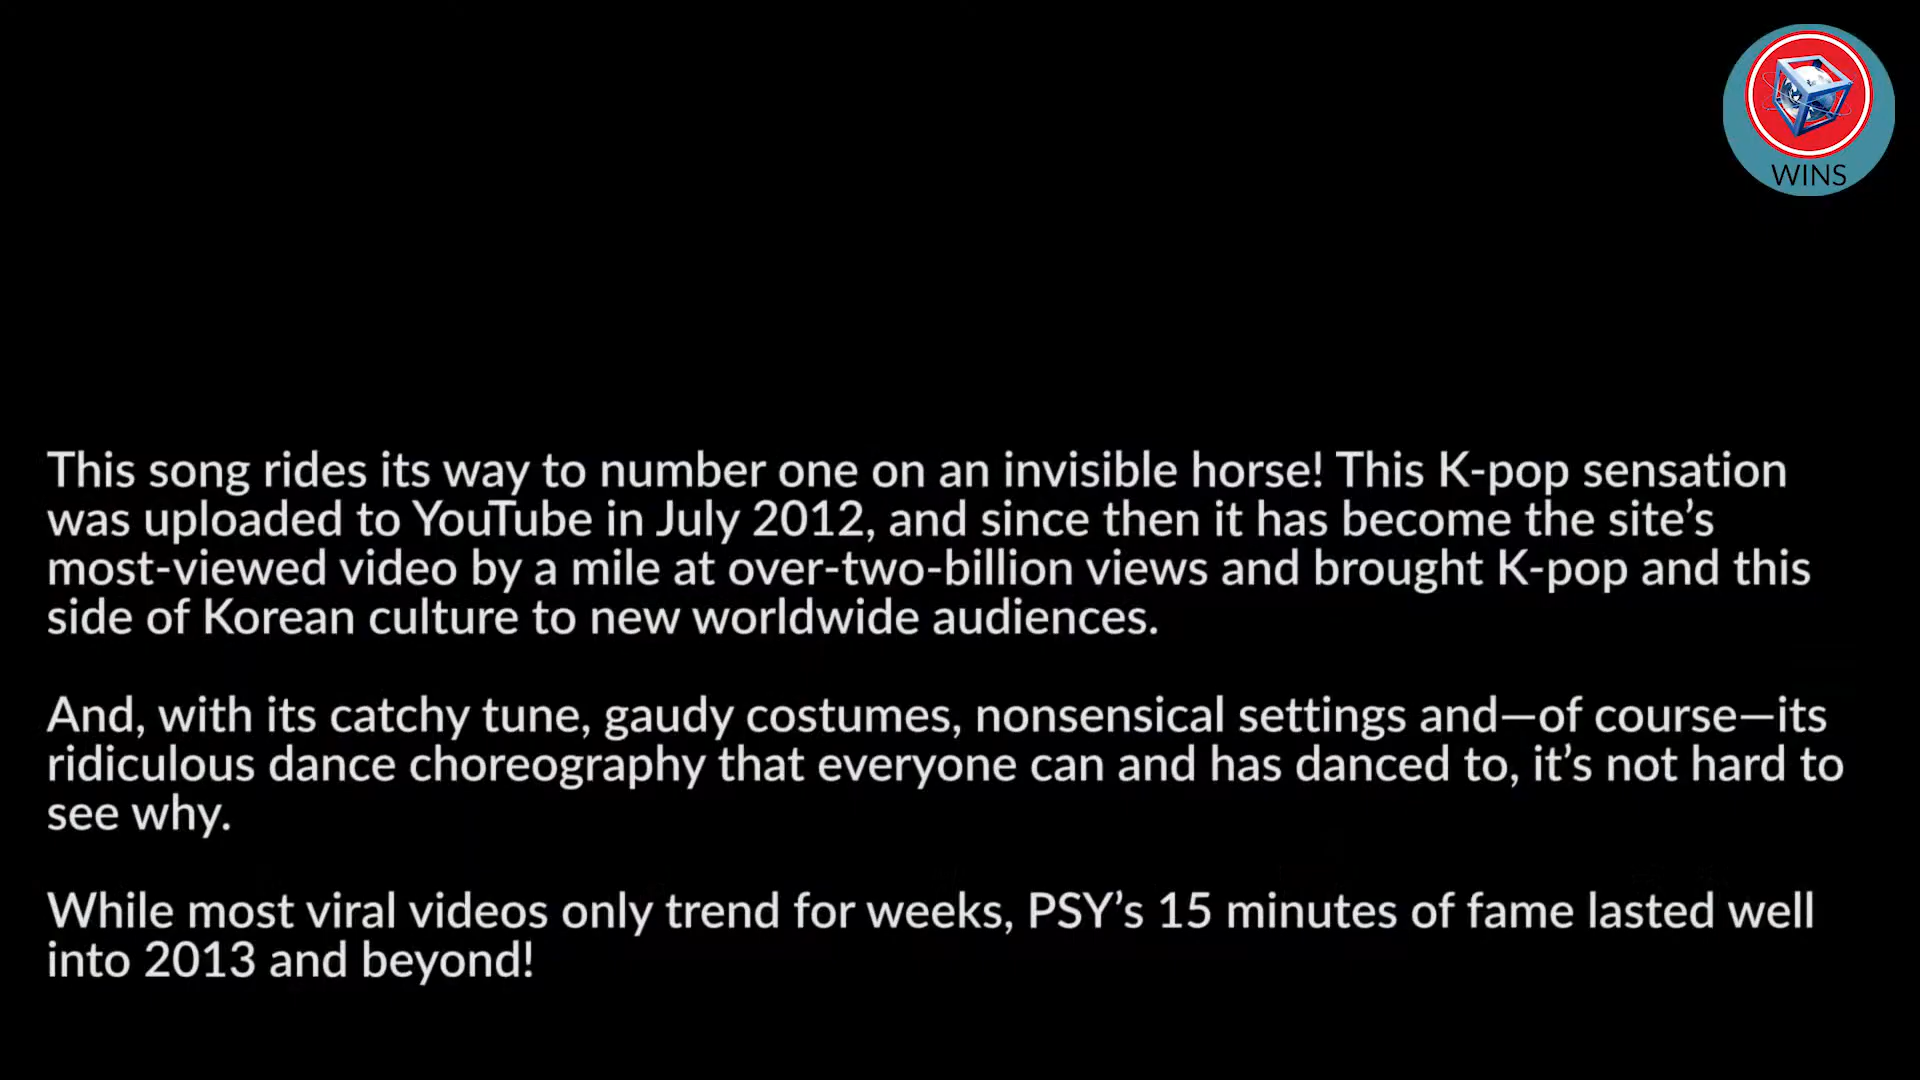 WINS
This song rides its way to number one on an invisible horse! This K-pop sensation
was uploaded to YouTube in July 2012, and since then it has become the site’s
most-viewed video by a mile at over-two-billion views and brought K-pop and this
side of Korean culture to new worldwide audiences.
And, with its catchy tune, gaudy costumes, nonsensical settings and—of course—its
ridiculous dance choreography that everyone can and has danced to, it’s not hard to
see why.
While most viral videos only trend for weeks, PSY’s 15 minutes of fame lasted well
into 2013 and beyond!